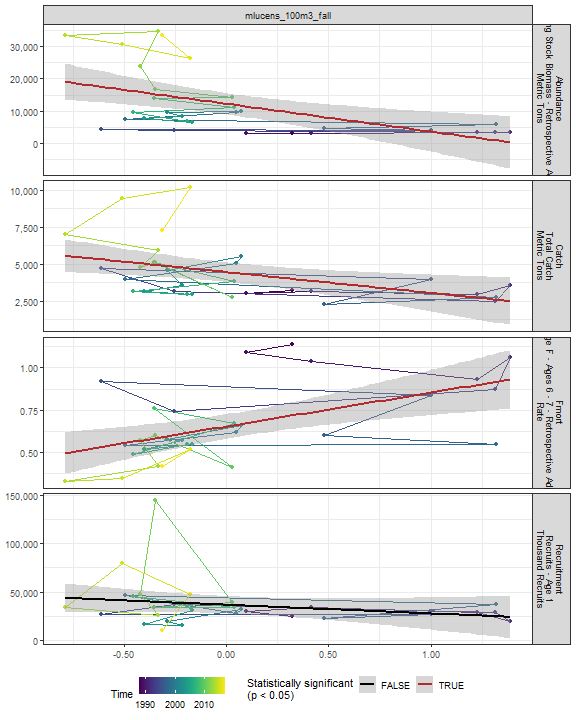 mlucens_100m3_fall
30,000
20,000
10,000
0
Abundance
ng Stock Biomass - Retrospective A
Metric Tons
10,000
7,500
5,000
2,500
Catch
Total Catch
Metric Tons
1.00
0.75
0.50
Fmort
ge F - Ages 6 - 7 - Retrospective Ad
Rate
150,000
100,000
50,000
0
Recruitment
Recruits - Age 1
Thousand Recruits
-0.50 0.00 0.50 1.00
Time
1990 2000 2010
Statistically significant
(p < 0.05)
FALSE TRUE